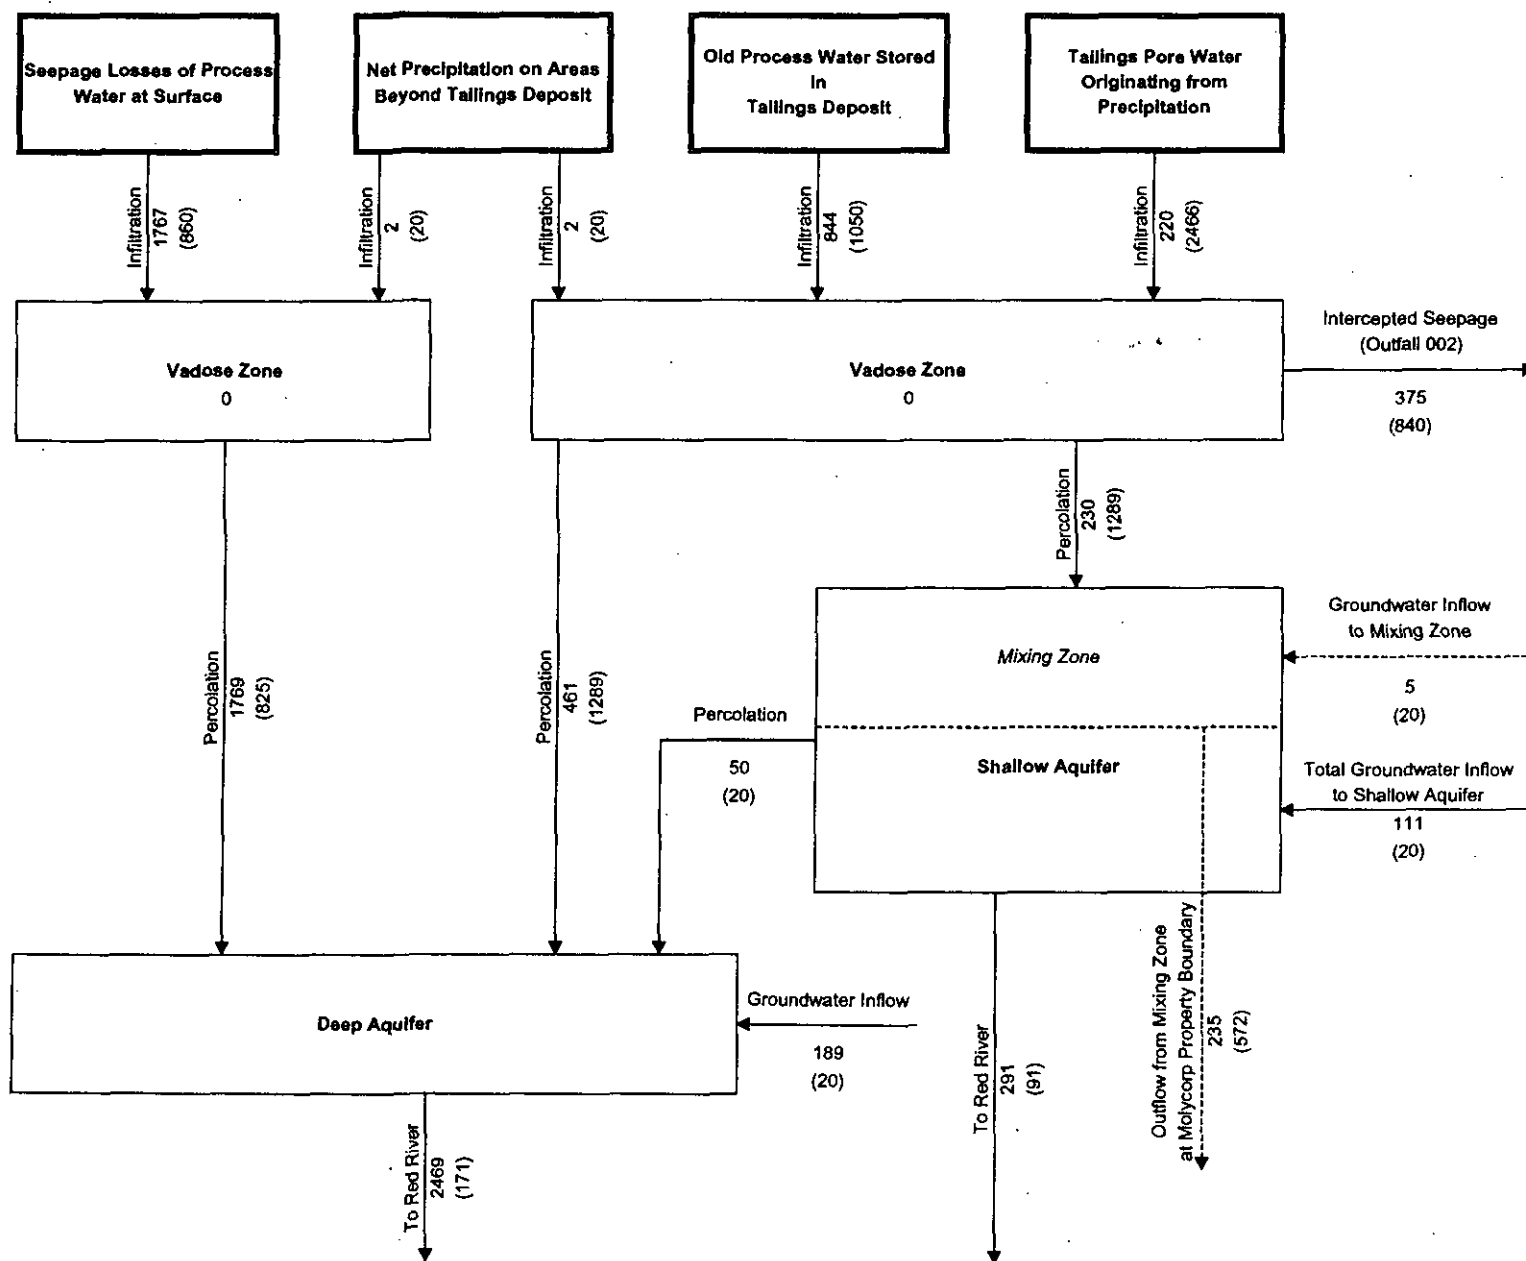 Seepage Losses of Process
Water at Surface
Net Precipitation on Areas
Beyond Tailings Deposit
Old Process Water Stored
in
Tailings Deposit
Tailings Pore Water
Originating from
Precipitation
Infiltration
1767
(860)
Infiltration
2
(20)
Infiltration
2
(20)
Infiltration
844
(1050)
Infiltration
220
(2466)
Vadose Zone
0
Vadose Zone
0
Intercepted Seepage
(Outfall 002)
375
(840)
Percolation
1769
(825)
Percolation
461
(1289)
Percolation
230
(1289)
Mixing Zone
Groundwater Inflow
to Mixing Zone
5
(20)
Percolation
50
(20)
Shallow Aquifer
Total Groundwater Inflow
to Shallow Aquifer
111
(20)
Deep Aquifer
Groundwater Inflow
189
(20)
To Red River
2469
(171)
To Red River
291
(91)
Outflow from Mixing Zone
at Molycorp Property Boundary
235
(572)